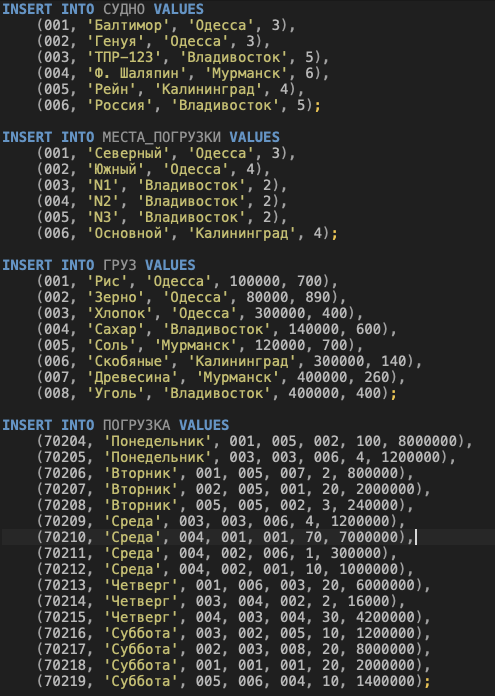 INSERT INTO СУДНО VALUES
(001, 'Балтимор', 'Одесса', 3),
(002, 'Генуя', 'Одесса', 3),
(003, 'ТПР-123', 'Владивосток', 5),
(004, 'Ф. Шаляпин', 'Мурманск', 6),
(005, 'Рейн', 'Калининград', 4),
(006, 'Россия', 'Владивосток', 5);
INSERT INTO МЕСТА_ПОГРУЗКИ VALUES
(001, 'Северный', 'Одесса', 3),
(002, 'Южный', 'Одесса', 4),
(003, 'N1', 'Владивосток', 2),
(004, 'N2', 'Владивосток', 2),
(005, 'N3', 'Владивосток', 2),
(006, 'Основной', 'Калининград', 4);
INSERT INTO ГРУЗ VALUES
(001, 'Рис', 'Одесса', 100000, 700),
(002, 'Зерно', 'Одесса', 80000, 890),
(003, 'Хлопок', 'Одесса', 300000, 400),
(004, 'Сахар', 'Владивосток', 140000, 600),
(005, 'Соль', 'Мурманск', 120000, 700),
(006, 'Скобяные', 'Калининград', 300000, 140),
(007, 'Древесина', 'Мурманск', 400000, 260),
(008, 'Уголь', 'Владивосток', 400000, 400);
INSERT INTO ПОГРУЗКА VALUES
(70204, 'Понедельник', 001, 005, 002, 100, 8000000),
(70205, 'Понедельник', 003, 003, 006, 4, 1200000),
(70206, 'Вторник', 001, 005, 007, 2, 800000),
(70207, 'Вторник', 002, 005, 001, 20, 2000000),
(70208, 'Вторник', 005, 005, 002, 3, 240000),
(70209, 'Среда', 003, 003, 006, 4, 1200000),
(70210, 'Среда', 004, 001, 001, 70, 7000000),
(70211, 'Среда', 004, 002, 006, 1, 300000),
(70212, 'Среда', 004, 002, 001, 10, 1000000),
(70213, 'Четверг', 001, 006, 003, 20, 6000000),
(70214, 'Четверг', 003, 004, 002, 2, 16000),
(70215, 'Четверг', 004, 003, 004, 30, 4200000),
(70216, 'Суббота', 003, 002, 005, 10, 1200000),
(70217, 'Суббота', 002, 003, 008, 20, 8000000),
(70218, 'Суббота', 001, 001, 001, 20, 2000000),
(70219, 'Суббота', 005, 006, 004, 10, 1400000);